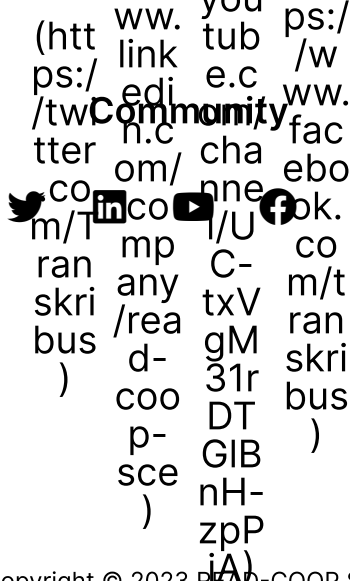 Community
(htt
ps:/
/twi
tter
.co
m/T
ran
skri
bus
)
ww.
link
edi
n.c
om/
co
mp
any
/rea
d-
coo
p-
sce
)
you
tub
e.c
om/
cha
nne
l/U
C-
txV
gM
31r
DT
GIB
nH-
zpP
jA)
ps:/
/w
ww.
fac
ebo
ok.
co
m/t
ran
skri
bus
)
opyright © 2023 READ-COOP S